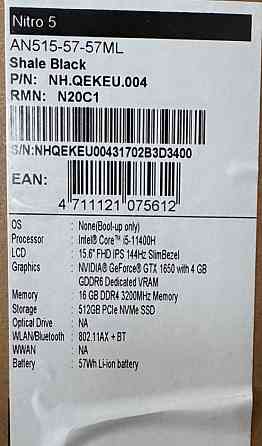 Nitro 5
AN515-57-57ML
Shale Black
P/N: NH.QEKEU.004
RMN: N20C1
S/N:NHQEKEU00431702B3D3400
EAN:
4 711121 075612
OS : None(Boot-up only)
Processor : Intel® Core™ i5-11400H
LCD : 15.6" FHD IPS 144Hz SlimBezel
Graphics : NVIDIA® GeForce® GTX 1650 with 4 GB
GDDR6 Dedicated VRAM
Memory : 16 GB DDR4 3200MHz Memory
Storage : 512GB PCIe NVMe SSD
Optical Drive : NA
WLAN/Bluetooth : 802.11AX + BT
WWAN : NA
Battery : 57Wh Li-ion battery